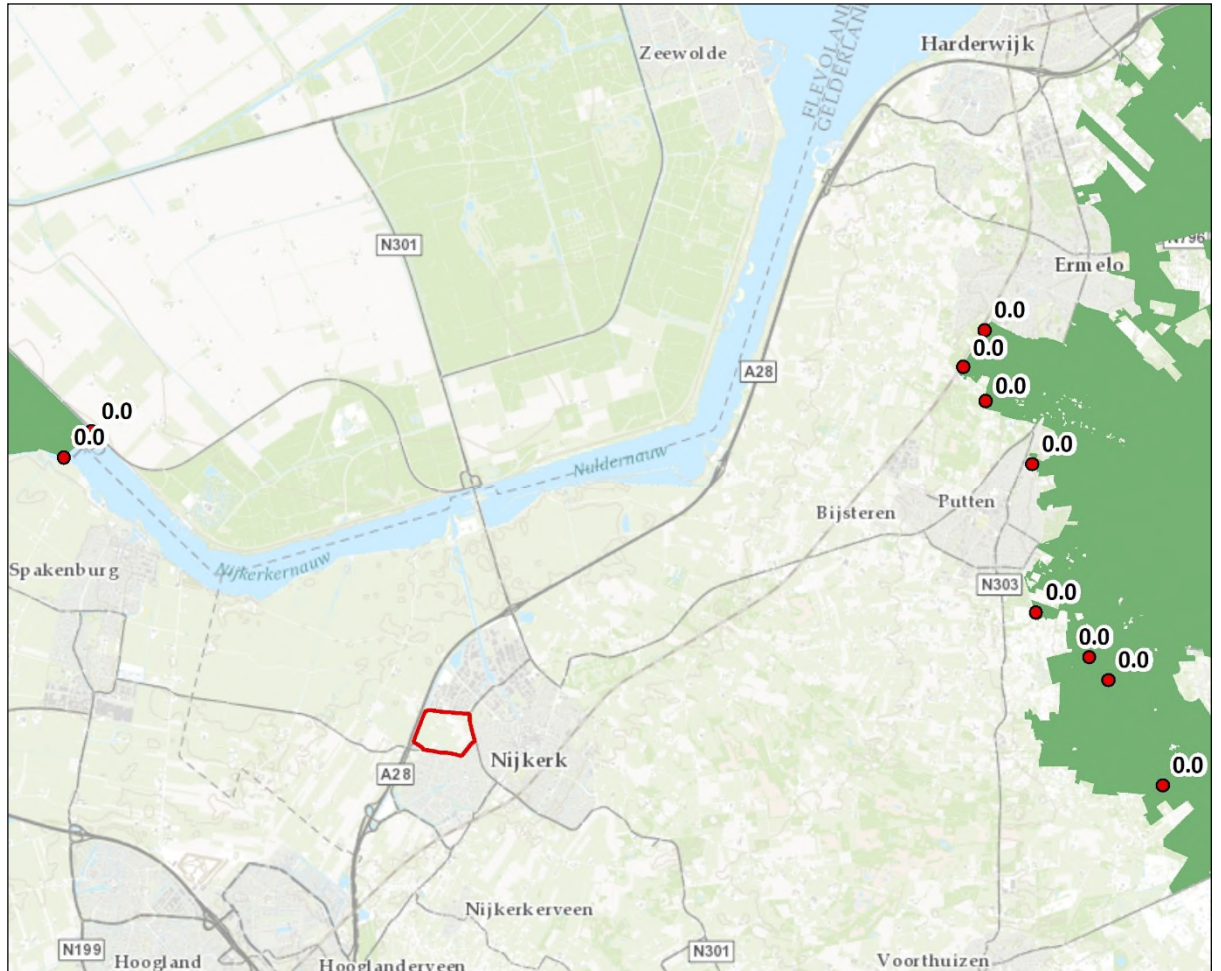 Zeewolde
Harderwijk
FLEVOLAND
GELDERLAND
N301
N796
Ermelo
0.0
0.0
A28
0.0
0.0
0.0
0.0
Nuldernauw
Putten
Bijsteren
Nijkerkernauw
Spakenburg
N303
0.0
0.0
0.0
Nijkerk
0.0
A28
Nijkerkerveen
N199
Hoogland
Hooglanderveen
N301
Voorthuizen